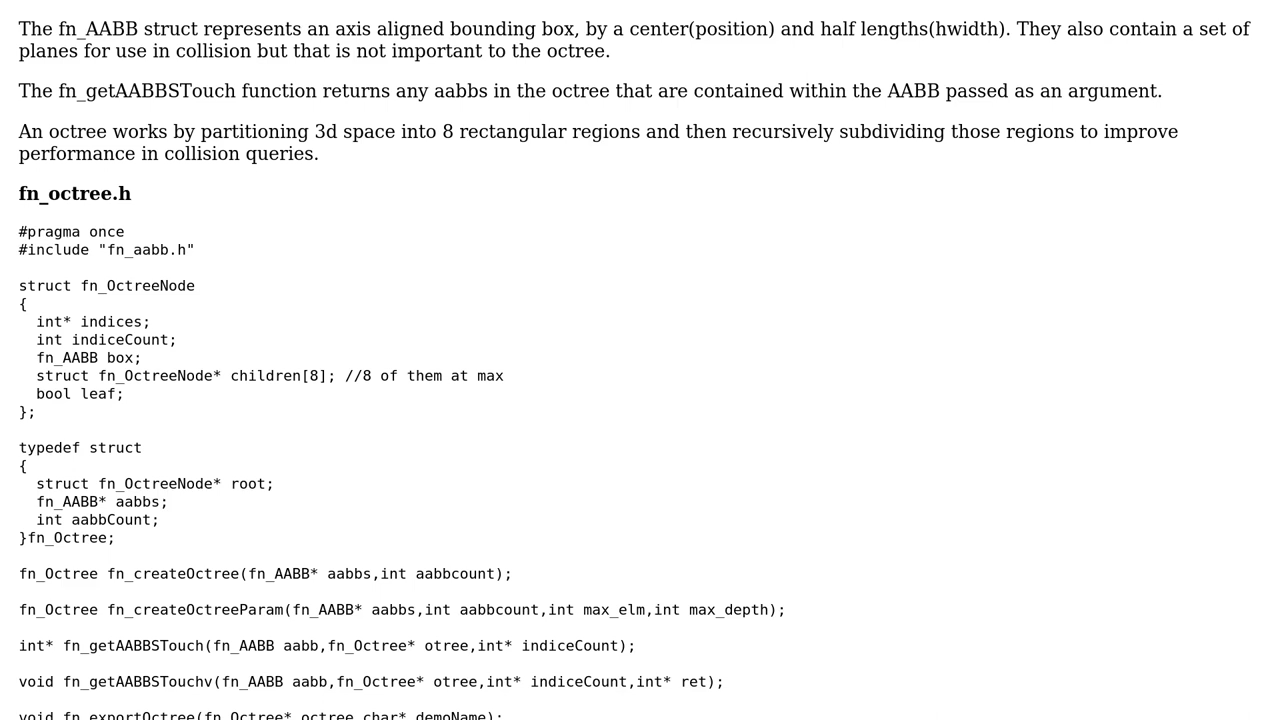 The fn_AABB struct represents an axis aligned bounding box, by a center(position) and half lengths(hwidth). They also contain a set of
planes for use in collision but that is not important to the octree.
The fn_getAABBSTouch function returns any aabbs in the octree that are contained within the AABB passed as an argument.
An octree works by partitioning 3d space into 8 rectangular regions and then recursively subdividing those regions to improve
performance in collision queries.
fn_octree.h
#pragma once
#include "fn_aabb.h"
struct fn_OctreeNode
{
  int* indices;
  int indiceCount;
  fn_AABB box;
  struct fn_OctreeNode* children[8]; //8 of them at max
  bool leaf;
};
typedef struct
{
  struct fn_OctreeNode* root;
  fn_AABB* aabbs;
  int aabbCount;
}fn_Octree;
fn_Octree fn_createOctree(fn_AABB* aabbs,int aabbcount);
fn_Octree fn_createOctreeParam(fn_AABB* aabbs,int aabbcount,int max_elm,int max_depth);
int* fn_getAABBSTouch(fn_AABB aabb,fn_Octree* otree,int* indiceCount);
void fn_getAABBSTouchv(fn_AABB aabb,fn_Octree* otree,int* indiceCount,int* ret);
void fn_exportOctree(fn_Octree* octree,char* demoName);